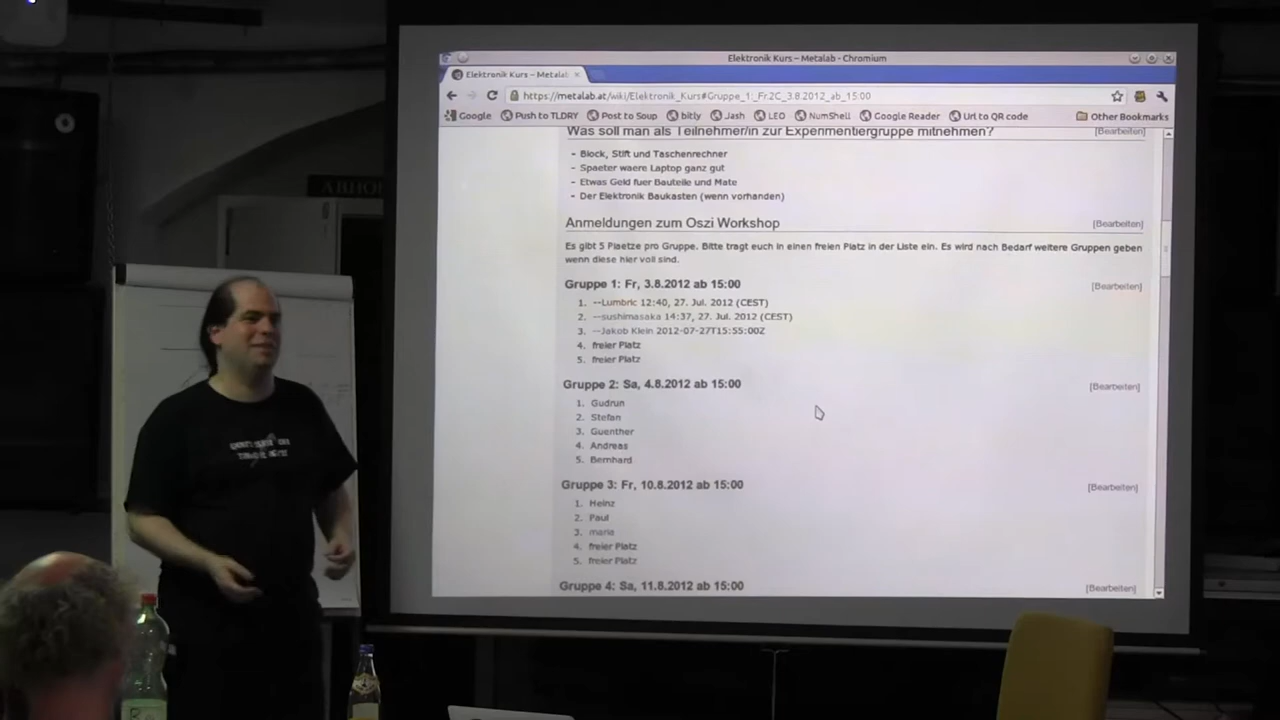 Elektronik Kurs – Metalab - Chromium
Elektronik Kurs – Metalab
https://metalab.at/wiki/Elektronik_Kurs#Gruppe_1:_Fr.2C_3.8.2012_ab_15:00
Google Push to TLDRY Post to Soup bitly Jash LEO NumShell Google Reader Url to QR code Other Bookmarks
Was soll man als Teilnehmer/in zur Experimentiergruppe mitnehmen? [Bearbeiten]
- Block, Stift und Taschenrechner
- Spaeter waere Laptop ganz gut
- Etwas Geld fuer Bauteile und Mate
- Der Elektronik Baukasten (wenn vorhanden)
Anmeldungen zum Oszi Workshop [Bearbeiten]
Es gibt 5 Plaetze pro Gruppe. Bitte tragt euch in einen freien Platz in der Liste ein. Es wird nach Bedarf weitere Gruppen geben
wenn diese hier voll sind.
Gruppe 1: Fr, 3.8.2012 ab 15:00 [Bearbeiten]
1. --Lumbric 12:40, 27. Jul. 2012 (CEST)
2. --sushimasaka 14:37, 27. Jul. 2012 (CEST)
3. --Jakob Klein 2012-07-27T15:55:00Z
4. freier Platz
5. freier Platz
Gruppe 2: Sa, 4.8.2012 ab 15:00 [Bearbeiten]
1. Gudrun
2. Stefan
3. Guenther
4. Andreas
5. Bernhard
Gruppe 3: Fr, 10.8.2012 ab 15:00 [Bearbeiten]
1. Heinz
2. Paul
3. maria
4. freier Platz
5. freier Platz
Gruppe 4: Sa, 11.8.2012 ab 15:00 [Bearbeiten]